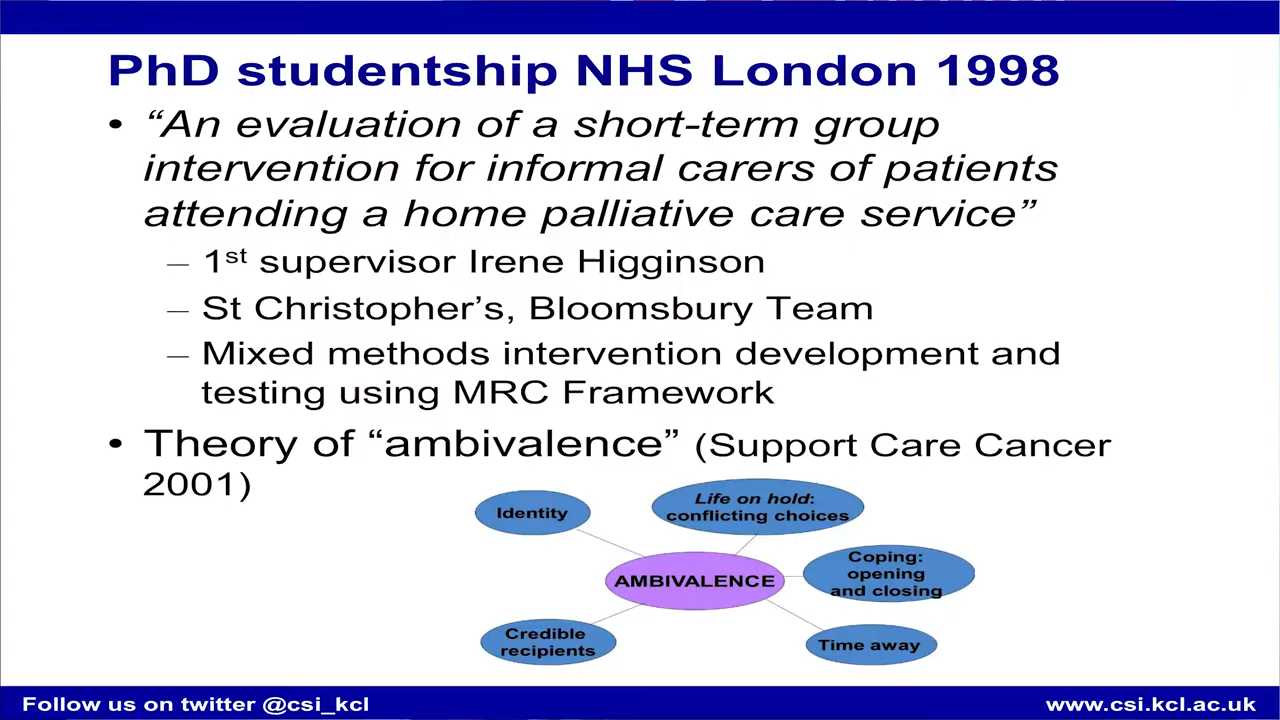 PhD studentship NHS London 1998
• “An evaluation of a short-term group
intervention for informal carers of patients
attending a home palliative care service”
– 1st supervisor Irene Higginson
– St Christopher’s, Bloomsbury Team
– Mixed methods intervention development and
testing using MRC Framework
• Theory of “ambivalence” (Support Care Cancer
2001)
Identity
Life on hold:
conflicting choices
AMBIVALENCE
Coping:
opening
and closing
Credible
recipients
Time away
Follow us on twitter @csi_kcl
www.csi.kcl.ac.uk